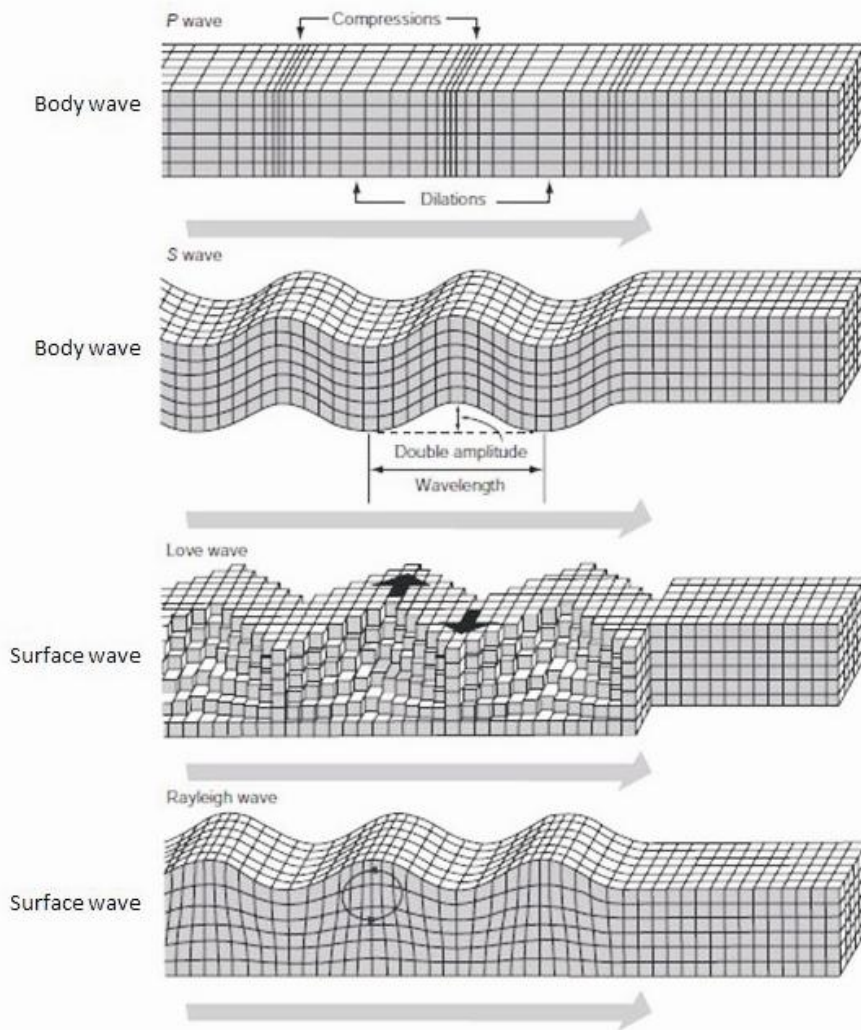 P wave
Compressions
Body wave
Dilations
S wave
Body wave
Double amplitude
Wavelength
Love wave
Surface wave
Rayleigh wave
Surface wave